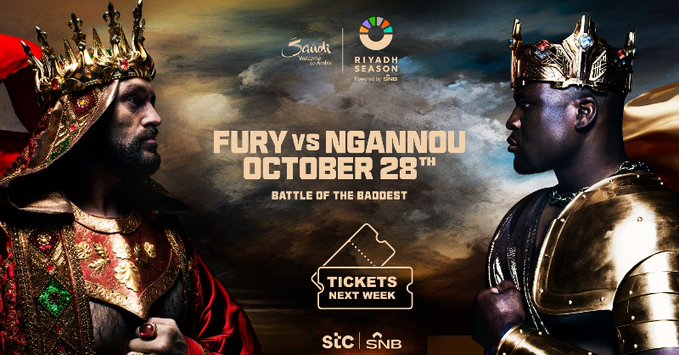 Saudi
Welcome to Arabia
RIYADH
SEASON
Powered by SNB
FURY VS NGANNOU
OCTOBER 28TH
BATTLE OF THE BADDEST
TICKETS
NEXT WEEK
stc
SNB